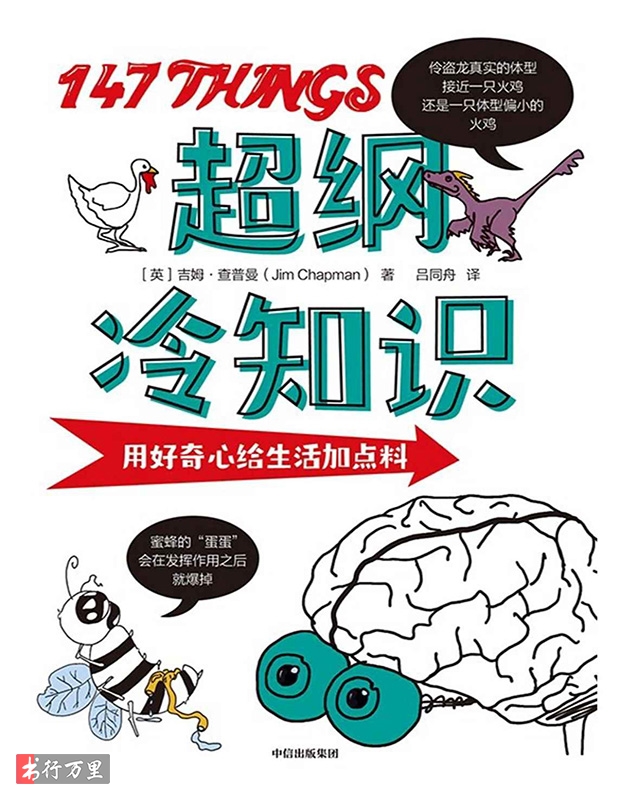 147 THINGS
伶盗龙真实的体型
接近一只火鸡
还是一只体型偏小的
火鸡
超纲
［英］吉姆·查普曼（Jim Chapman） 著 吕同舟 译
冷知识
用好奇心给生活加点料
蜜蜂的“蛋蛋”
会在发挥作用之后
就爆掉
中信出版集团
书行万里